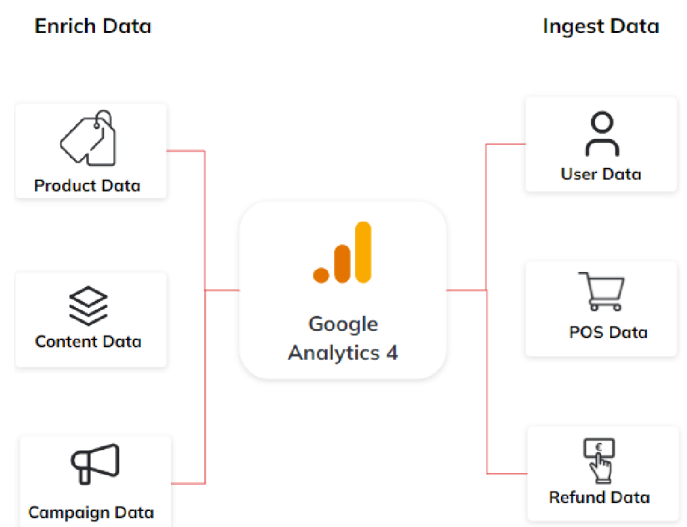 Enrich Data
Ingest Data
Product Data
User Data
Google
Analytics 4
Content Data
POS Data
€
Campaign Data
Refund Data